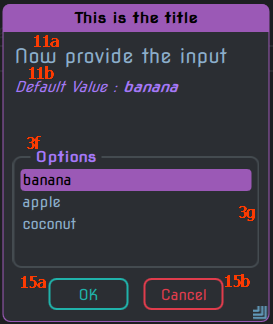 This is the title
11a
Now provide the input
11b
Default Value : banana
3f
Options
banana
apple
3g
coconut
15a OK Cancel 15b